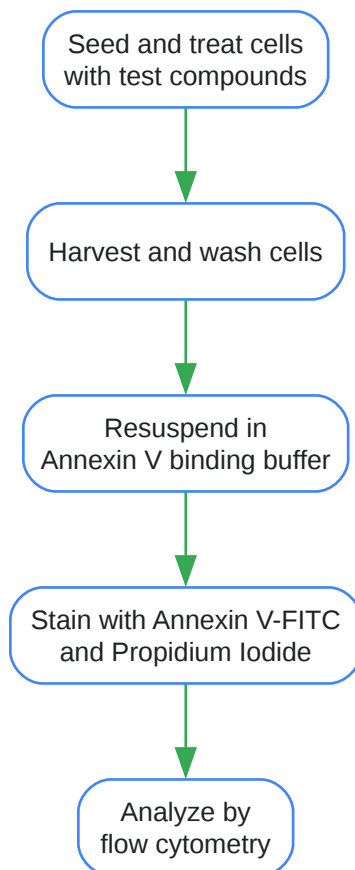 Seed and treat cells
with test compounds
Harvest and wash cells
Resuspend in
Annexin V binding buffer
Stain with Annexin V-FITC
and Propidium Iodide
Analyze by
flow cytometry